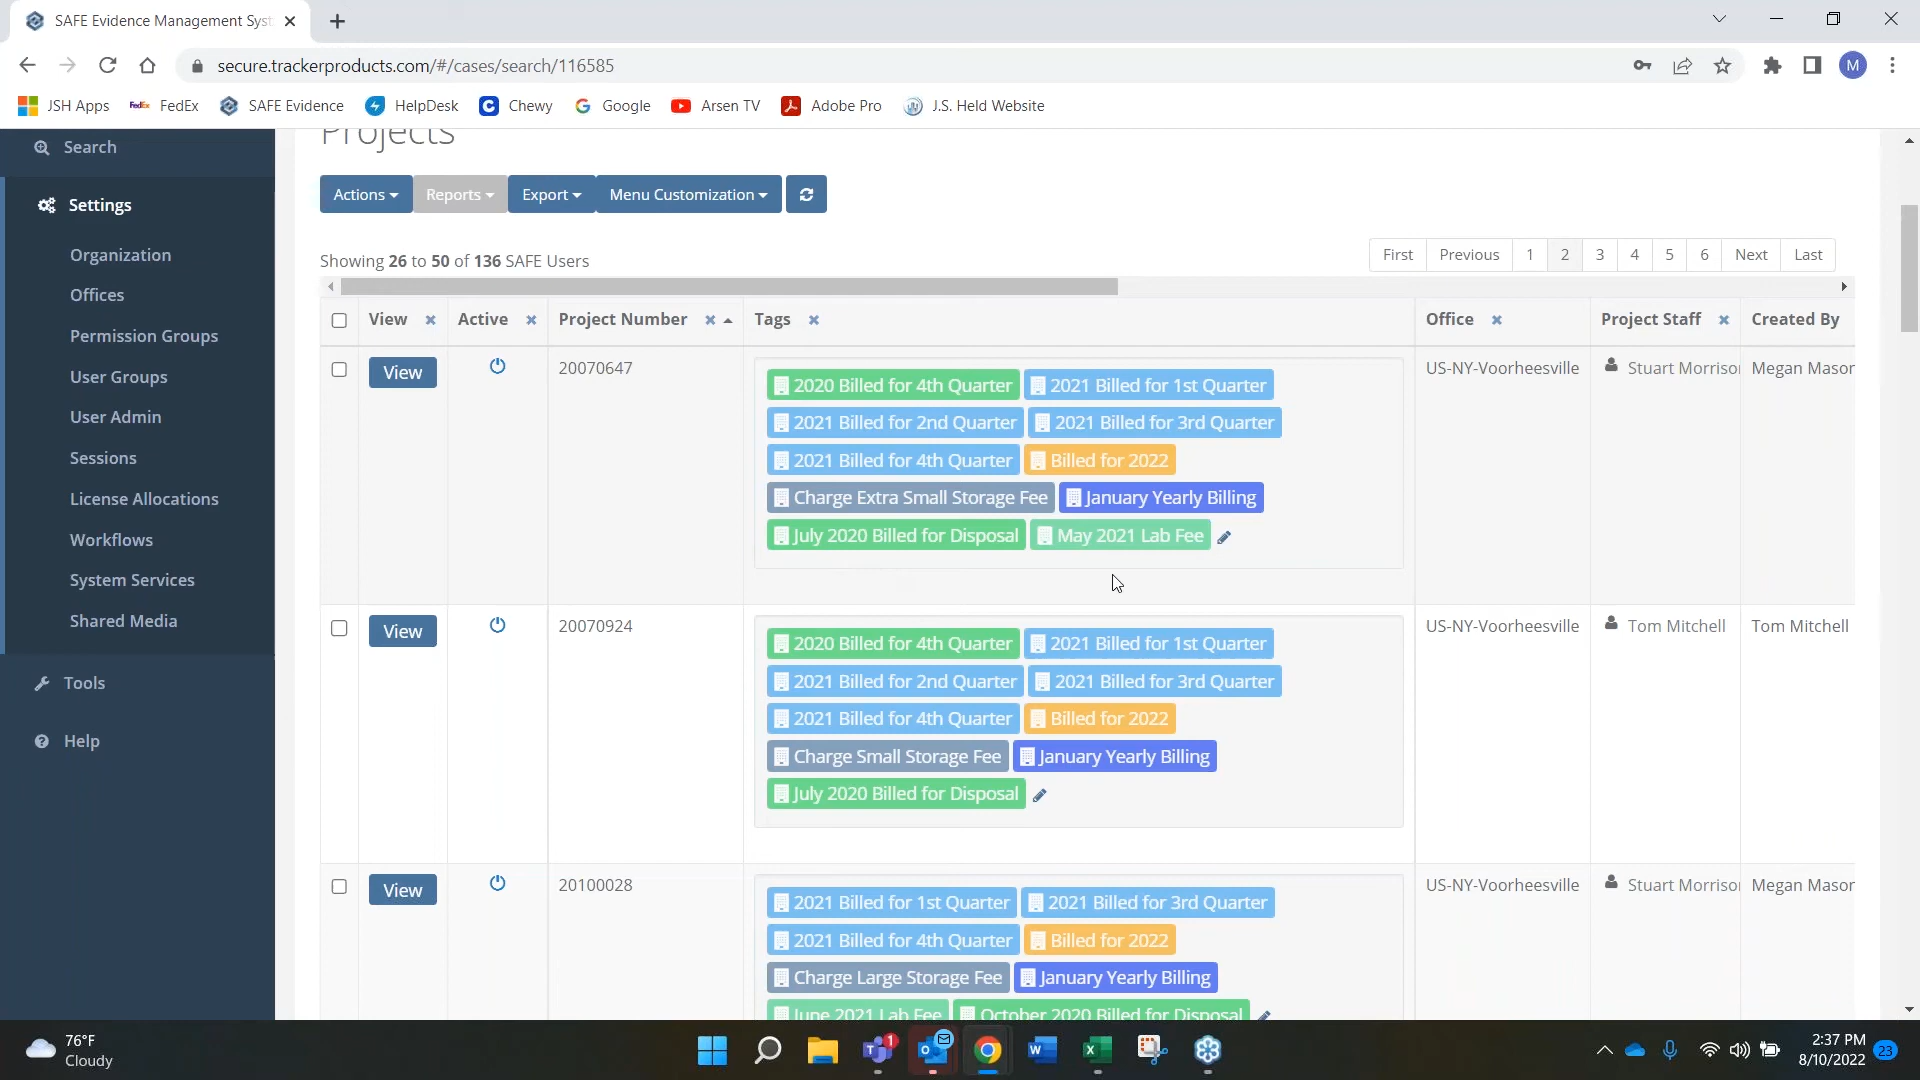 SAFE Evidence Management Syst
secure.trackerproducts.com/#/cases/search/116585
M
JSH Apps FedEx FedEx SAFE Evidence HelpDesk Chewy Google Arsen TV Adobe Pro J.S. Held Website
Projects
Search
Settings
Organization
Offices
Permission Groups
User Groups
User Admin
Sessions
License Allocations
Workflows
System Services
Shared Media
Tools
Help
Actions Reports Export Menu Customization
Showing 26 to 50 of 136 SAFE Users
First Previous 1 2 3 4 5 6 Next Last
View Active Project Number Tags Office Project Staff Created By
View 20070647 2020 Billed for 4th Quarter 2021 Billed for 1st Quarter US-NY-Voorheesville Stuart Morrison Megan Mason
2021 Billed for 2nd Quarter 2021 Billed for 3rd Quarter
2021 Billed for 4th Quarter Billed for 2022
Charge Extra Small Storage Fee January Yearly Billing
July 2020 Billed for Disposal May 2021 Lab Fee
View 20070924 2020 Billed for 4th Quarter 2021 Billed for 1st Quarter US-NY-Voorheesville Tom Mitchell Tom Mitchell
2021 Billed for 2nd Quarter 2021 Billed for 3rd Quarter
2021 Billed for 4th Quarter Billed for 2022
Charge Small Storage Fee January Yearly Billing
July 2020 Billed for Disposal
View 20100028 2021 Billed for 1st Quarter 2021 Billed for 3rd Quarter US-NY-Voorheesville Stuart Morrison Megan Mason
2021 Billed for 4th Quarter Billed for 2022
Charge Large Storage Fee January Yearly Billing
June 2021 Lab Fee October 2020 Billed for Disposal
76°F
Cloudy
1
2:37 PM
8/10/2022 23